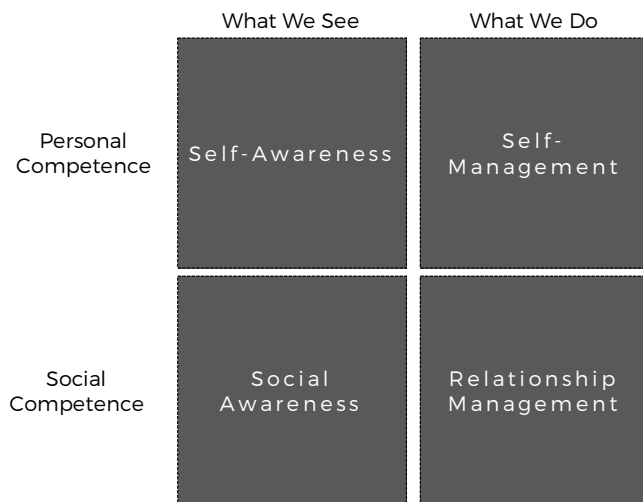 What We See
What We Do
Personal
Competence
Self-Awareness
Self-
Management
Social
Competence
Social
Awareness
Relationship
Management